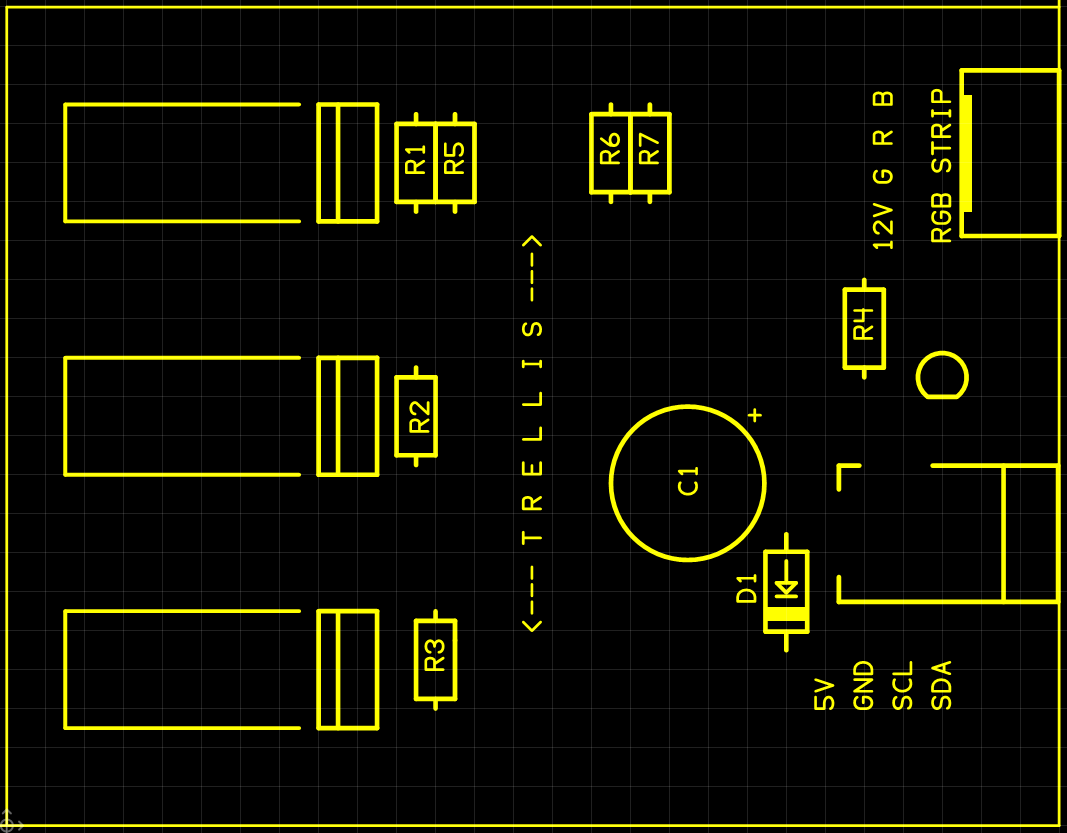 R1
R5
R6
R7
12V G R B
RGB STRIP
R4
R2
<--- T R E L L I S --->
+
C1
D1
R3
5V
GND
SCL
SDA